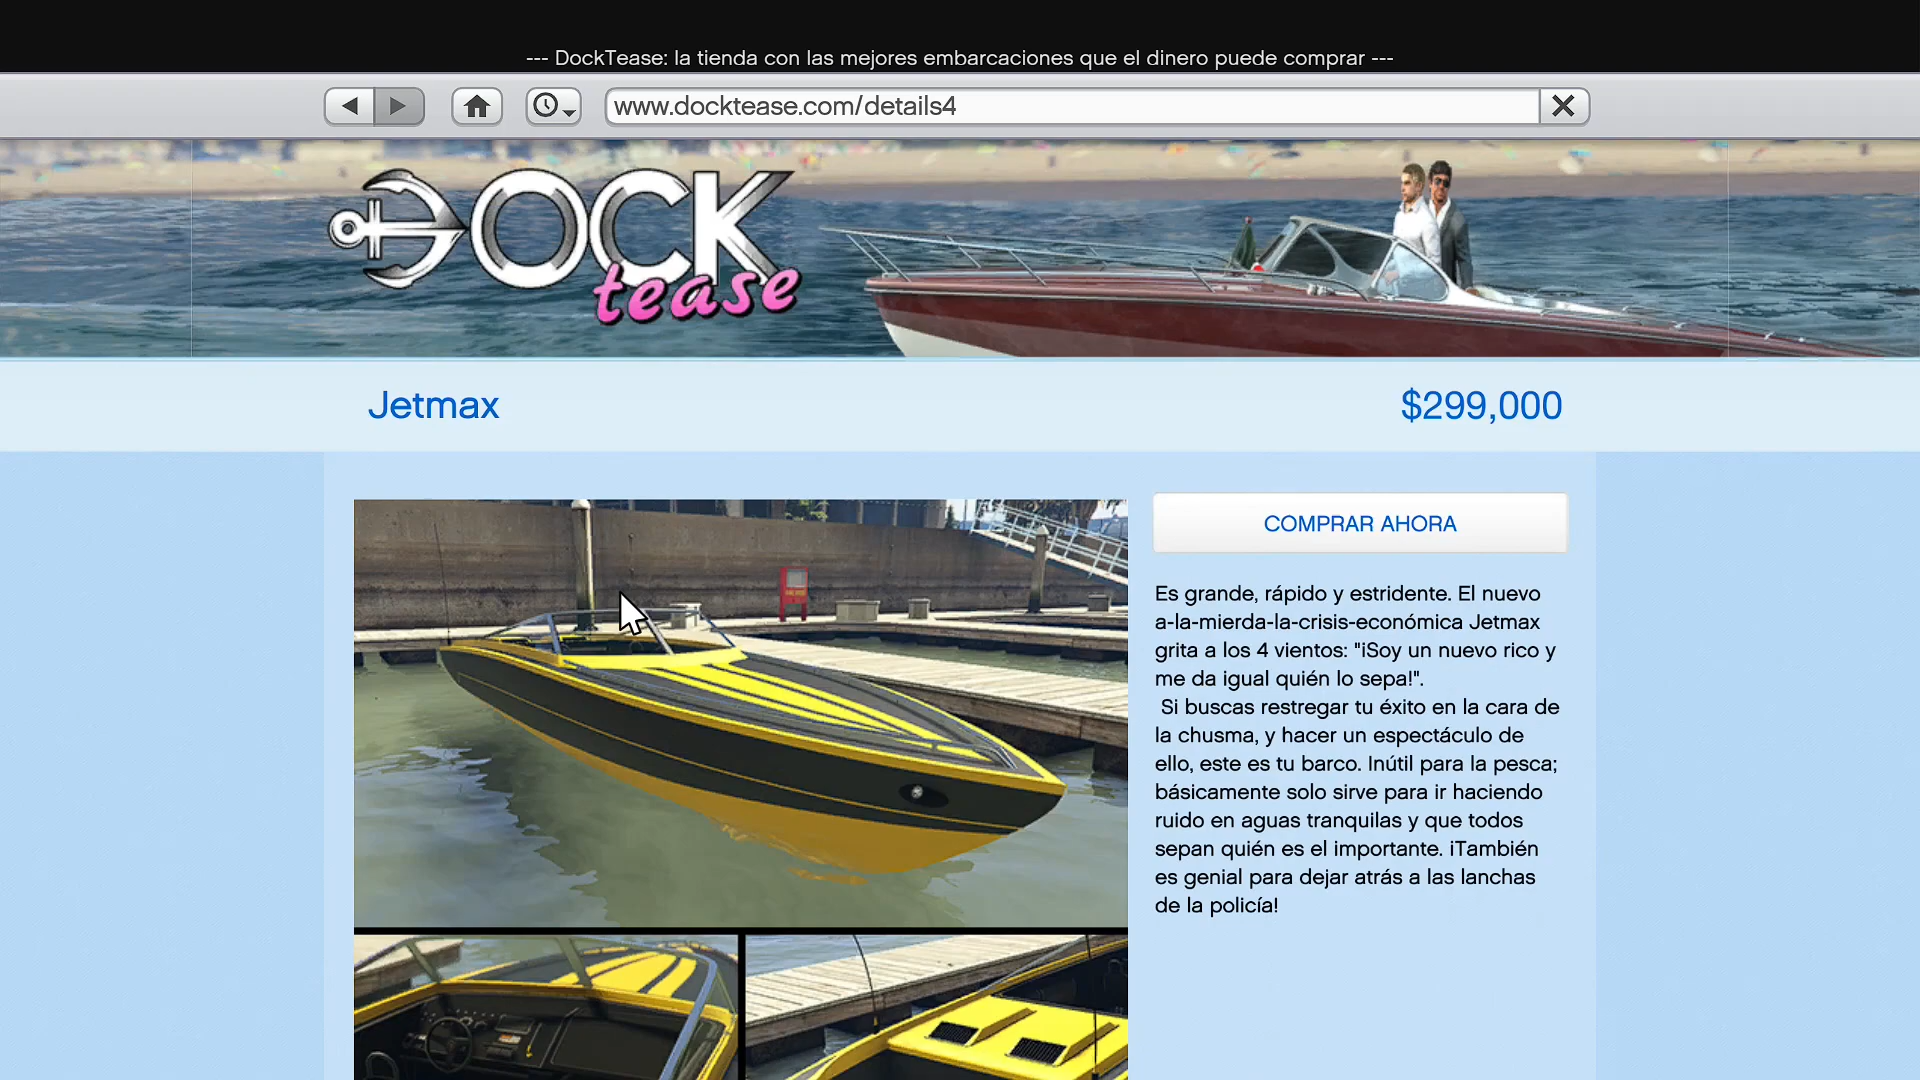 --- DockTease: la tienda con las mejores embarcaciones que el dinero puede comprar ---
www.docktease.com/details4
DOCK
tease
Jetmax
$299,000
COMPRAR AHORA
Es grande, rápido y estridente. El nuevo
a-la-mierda-la-crisis-económica Jetmax
grita a los 4 vientos: "¡Soy un nuevo rico y
me da igual quién lo sepa!".
Si buscas restregar tu éxito en la cara de
la chusma, y hacer un espectáculo de
ello, este es tu barco. Inútil para la pesca;
básicamente solo sirve para ir haciendo
ruido en aguas tranquilas y que todos
sepan quién es el importante. ¡También
es genial para dejar atrás a las lanchas
de la policía!